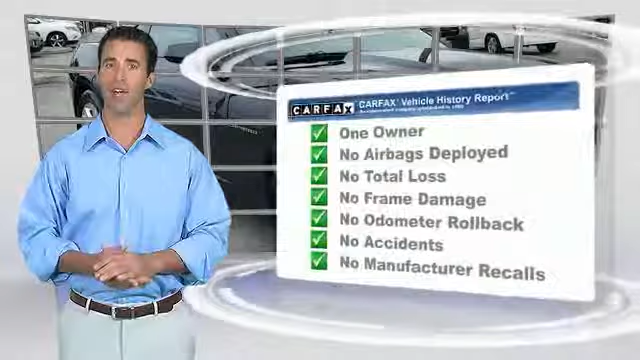 CARFAX CARFAX Vehicle History Report™
One Owner
No Airbags Deployed
No Total Loss
No Frame Damage
No Odometer Rollback
No Accidents
No Manufacturer Recalls